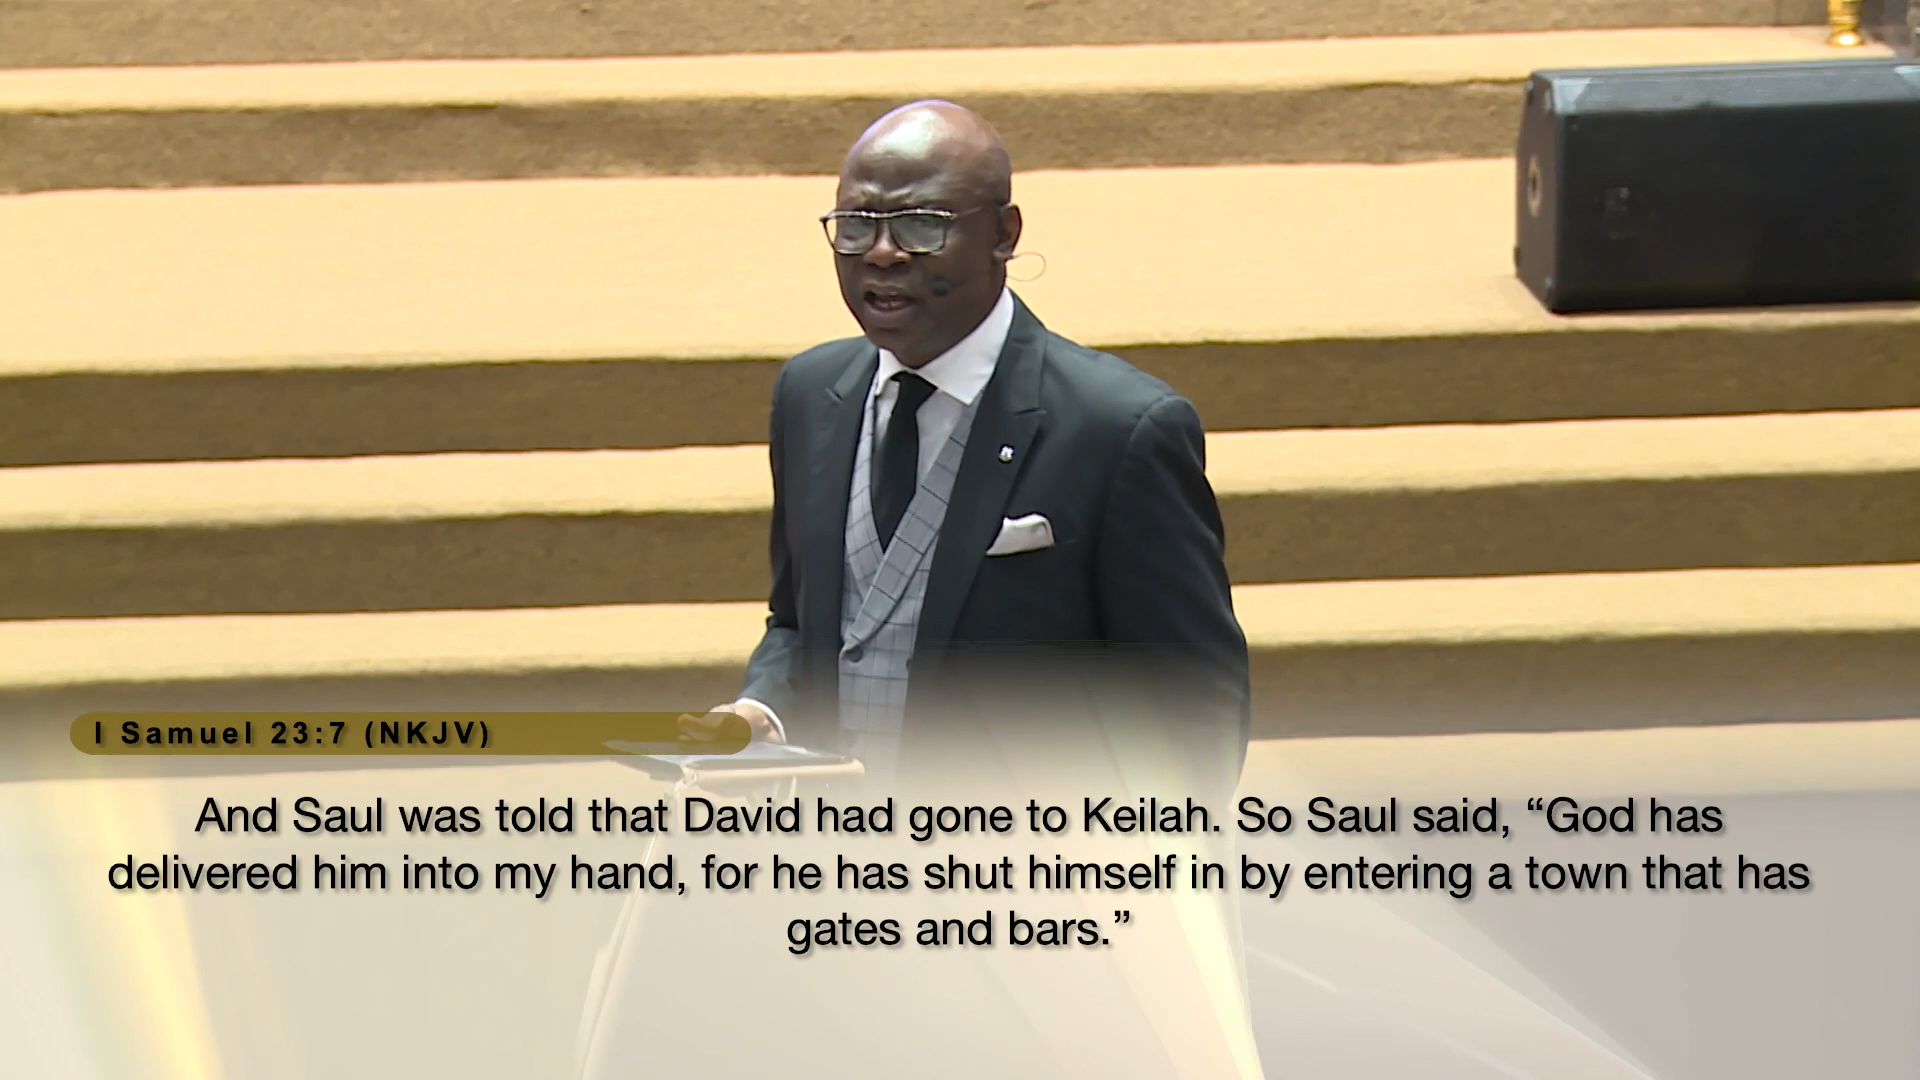 I Samuel 23:7 (NKJV)
And Saul was told that David had gone to Keilah. So Saul said, “God has
delivered him into my hand, for he has shut himself in by entering a town that has
gates and bars.”